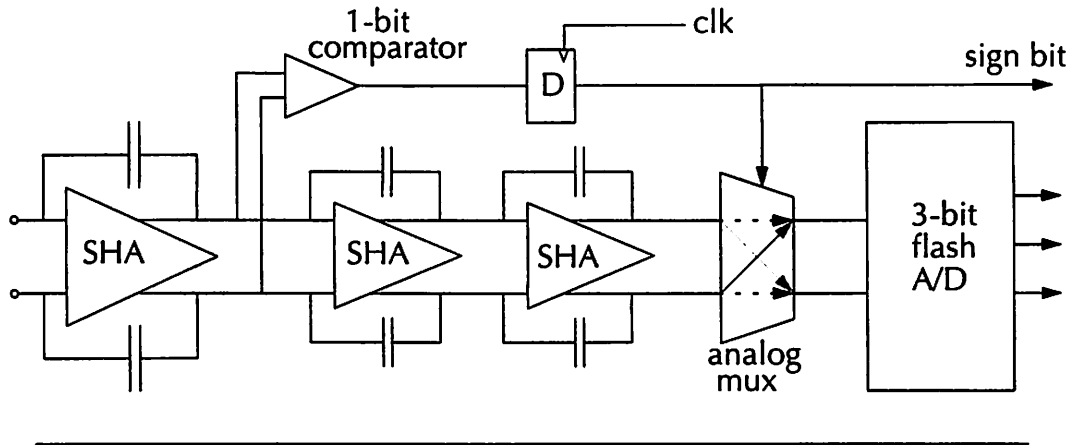 1-bit
comparator
clk
sign bit
D
SHA
SHA
SHA
3-bit
flash
A/D
analog
mux